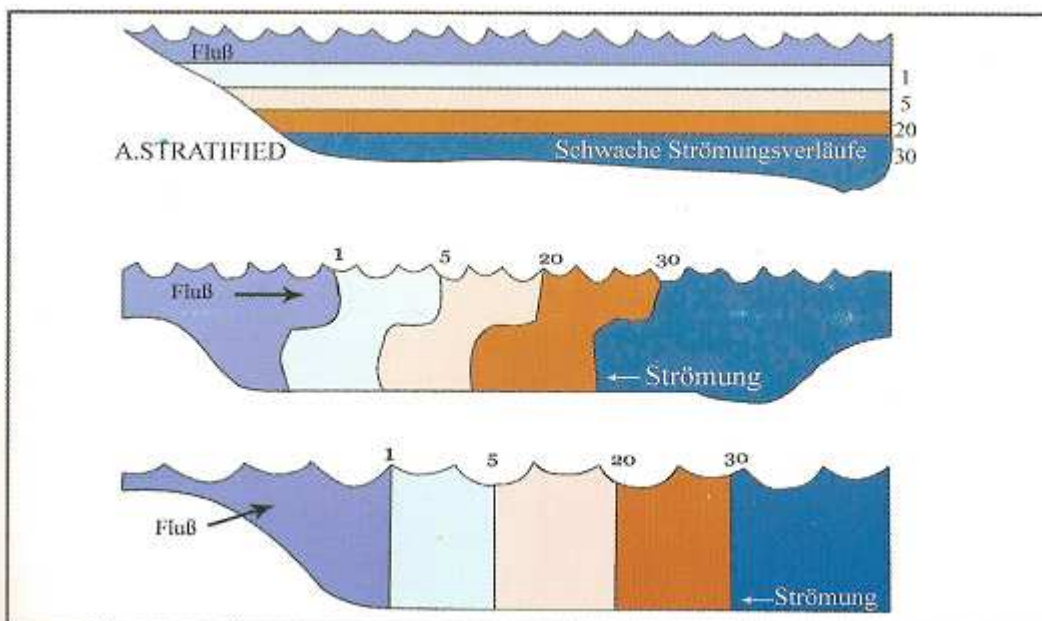 Fluß
1
5
20
A.STRATIFIED
Schwache Strömungsverläufe
30
1
5
20
30
Fluß
Strömung
1
5
20
30
Fluß
Strömung